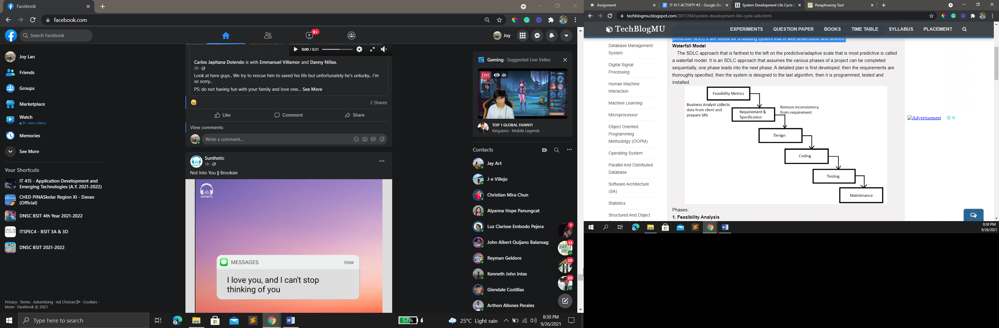 Facebook
facebook.com
Search Facebook
9+
Joy
Joy Lan
Friends
Groups
Marketplace
Watch
9+ new videos
Memories
See More
Your Shortcuts
IT 415 - Application Development and
Emerging Technologies (A.Y. 2021-2022)
CHED PINASkolar Region XI - Davao
(Official)
DNSC BSIT 4th Year 2021-2022
ITSPEC4 - BSIT 3A & 3D
DNSC BSIT 2021-2022
Privacy · Terms · Advertising · Ad Choices · Cookies ·
More · Facebook © 2021
0:00 / 0:31
Carlos Japitana Dolendo is with Emmanuel Villamor and Danny Nillas.
2h ·
Look at here guys.. We try to rescue him to saved his life but unfortunately he's unlucky.. I'm
so sorry..
PS: do not having fun with your family and love one... See More
2 Shares
Like
Comment
Share
View comments
Write a comment...
GIF
Sunthetic
1h ·
Not Into You || Brooksie
SUNTHETIC
MESSAGES
now
I love you, and I can't stop
thinking of you
Gaming · Suggested Live Video
LIVE
4K
Vs
TOP 1 GLOBAL FANNY!
KingJasro · Mobile Legends
Contacts
Jay Art
J-e Villejo
Christian Mira Chun
Alyanna Hope Panungcat
Luz Clarisse Embodo Pejera
John Albert Quijano Balansag
Reyman Geldore
Kenneth John Intas
Glendale Costillas
Arthon Allones Perales
1
13
HARVEST
HOUSE
20
20
Type here to search
57%
25°C Light rain
8:30 PM
9/26/2021
Assignment
IT 411 ACTIVITY #3 - Google Doc
System Development Life Cycle (
Paraphrasing Tool
techblogmu.blogspot.com/2017/04/system-development-life-cycle-sdlc.html
TechBlogMU
EXPERIMENTS
QUESTION PAPER
BOOKS
TIME TABLE
SYLLABUS
PLACEMENT
predictive SDLC's are useful for a building system that is well understood and defined.
Database Management
System
Digital Signal
Processing
Human Machine
Interaction
Machine Learning
Microprocessor
Object Oriented
Programming
Methodolgy (OOPM)
Operating System
Parallel And Distributed
Database
Software Architecture
(SA)
Statistics
Structured And Object
Waterfall Model
The SDLC approach that is farthest to the left on the predictive/adaptive scale that is most predictive is called
a waterfall model. It is an SDLC approach that assumes the various phases of a project can be completed
sequentially, one phase leads into the next phase. A detailed plan is first developed, then the requirements are
thoroughly specified, then the system is designed to the last algorithm, then it is programmed, tested and
installed.
Feasibility Metrics
Business Analyst collects
data from client and
prepare SRS
Requirement &
Specification
Remove inconsistency
from requirement
Design
Coding
Testing
Maintenance
Phases:
1. Feasibility Analysis
Advertisement
8:30 PM
9/26/2021